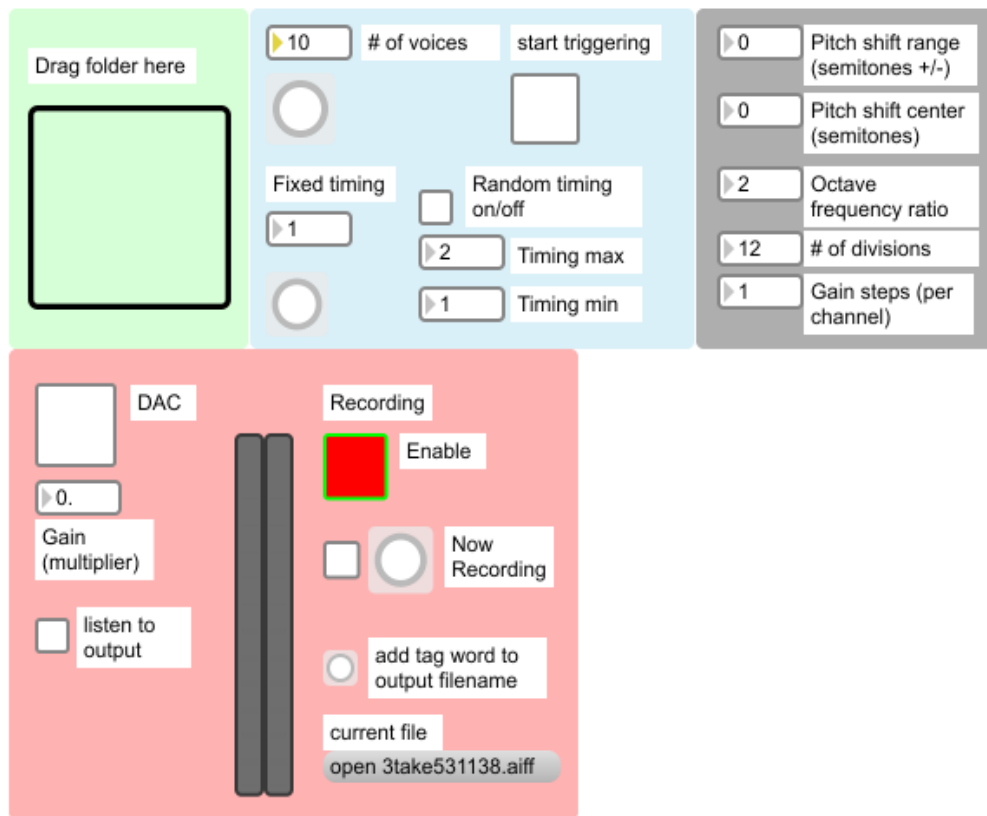 Drag folder here
10
# of voices
start triggering
Fixed timing
1
Random timing
on/off
2
Timing max
1
Timing min
0
Pitch shift range
(semitones +/-)
0
Pitch shift center
(semitones)
2
Octave
frequency ratio
12
# of divisions
1
Gain steps (per
channel)
DAC
0.
Gain
(multiplier)
listen to
output
Recording
Enable
Now
Recording
add tag word to
output filename
current file
open 3take531138.aiff